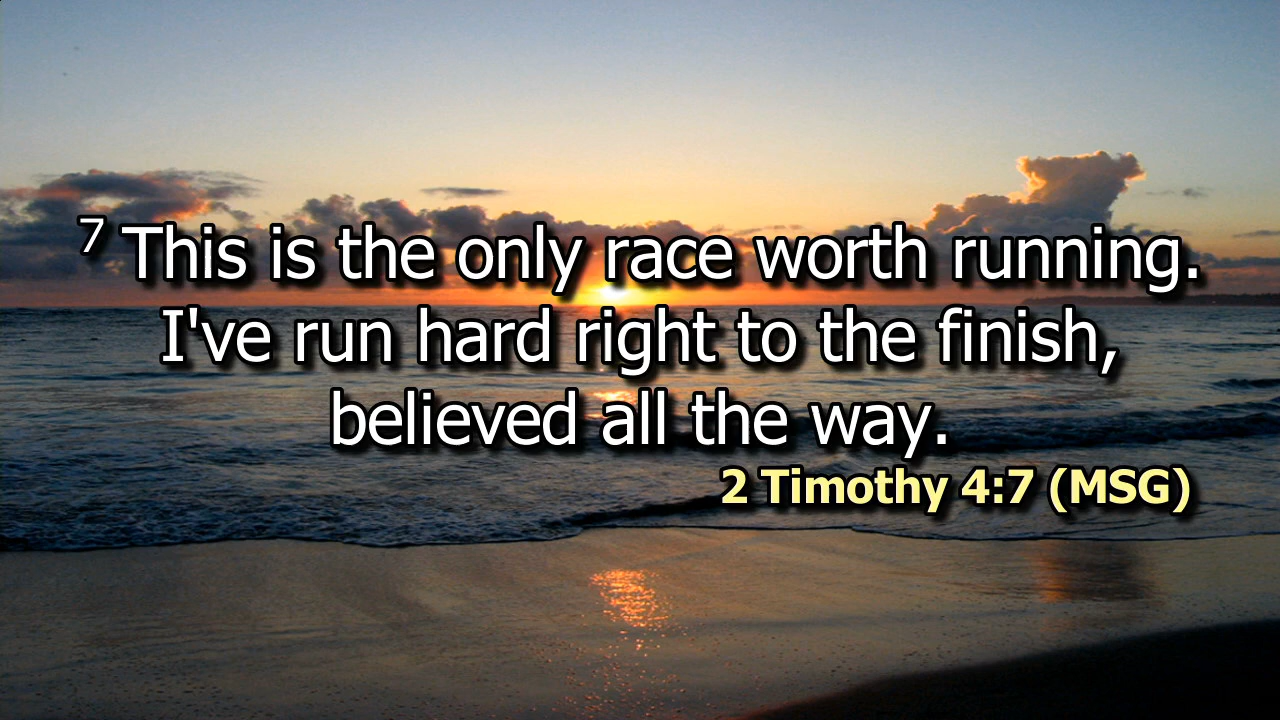 7 This is the only race worth running.
I've run hard right to the finish,
believed all the way.
2 Timothy 4:7 (MSG)